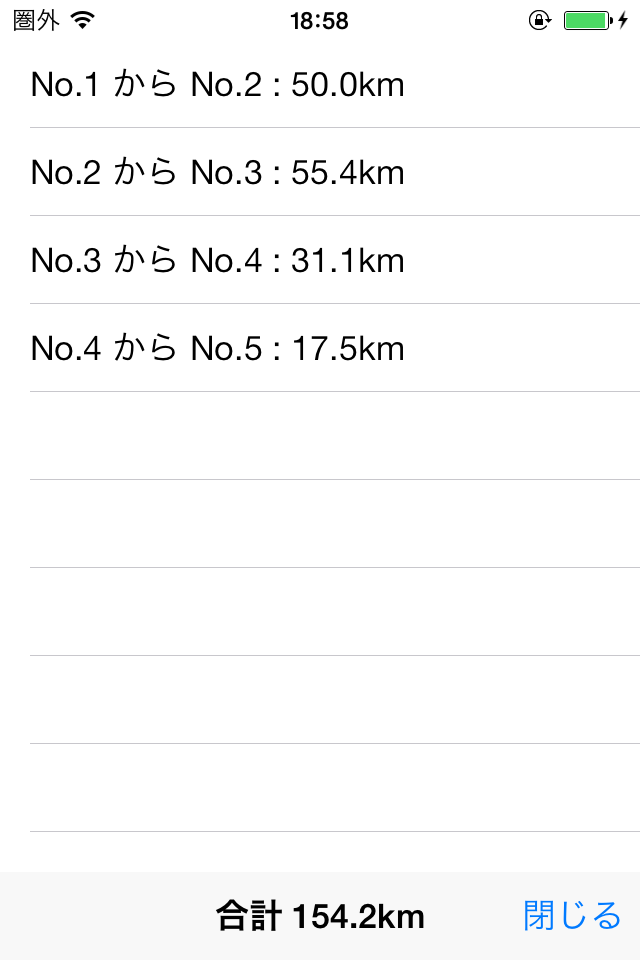 圏外 18:58
No.1 から No.2 : 50.0km
No.2 から No.3 : 55.4km
No.3 から No.4 : 31.1km
No.4 から No.5 : 17.5km
合計 154.2km 閉じる